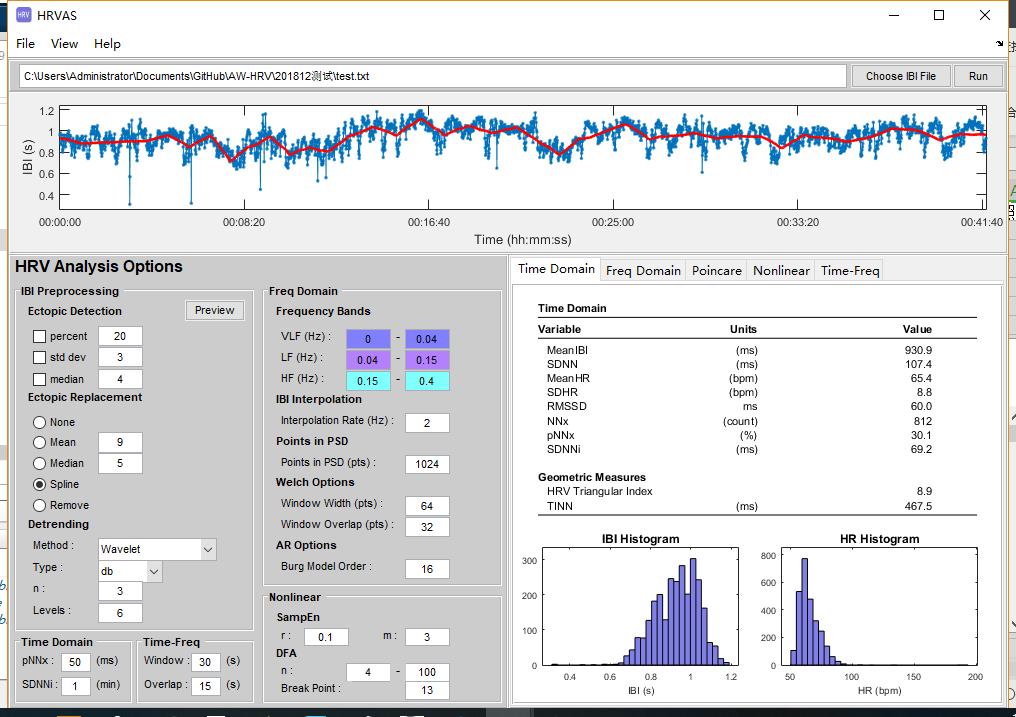 HRV HRVAS
File View Help
C:\Users\Administrator\Documents\GitHub\AW-HRV\201812测试\test.txt Choose IBI File Run
1.2
1
0.8
0.6
0.4
IBI (s)
00:00:00 00:08:20 00:16:40 00:25:00 00:33:20 00:41:40
Time (hh:mm:ss)
HRV Analysis Options
IBI Preprocessing
Ectopic Detection Preview
percent 20
std dev 3
median 4
Ectopic Replacement
None
Mean 9
Median 5
Spline
Remove
Detrending
Method : Wavelet
Type : db
n : 3
Levels : 6
Time Domain
pNNx : 50 (ms)
SDNNi : 1 (min)
Time-Freq
Window : 30 (s)
Overlap : 15 (s)
Freq Domain
Frequency Bands
VLF (Hz) : 0 - 0.04
LF (Hz) : 0.04 - 0.15
HF (Hz) : 0.15 - 0.4
IBI Interpolation
Interpolation Rate (Hz) : 2
Points in PSD
Points in PSD (pts) : 1024
Welch Options
Window Width (pts) : 64
Window Overlap (pts) : 32
AR Options
Burg Model Order : 16
Nonlinear
SampEn
r : 0.1 m : 3
DFA
n : 4 - 100
Break Point : 13
Time Domain Freq Domain Poincare Nonlinear Time-Freq
Time Domain
Variable Units Value
MeanIBI (ms) 930.9
SDNN (ms) 107.4
MeanHR (bpm) 65.4
SDHR (bpm) 8.8
RMSSD ms 60.0
NNx (count) 812
pNNx (%) 30.1
SDNNi (ms) 69.2
Geometric Measures
HRV Triangular Index 8.9
TINN (ms) 467.5
IBI Histogram
300
200
100
0
0.4 0.6 0.8 1 1.2
IBI (s)
HR Histogram
800
600
400
200
0
50 100 150 200
HR (bpm)